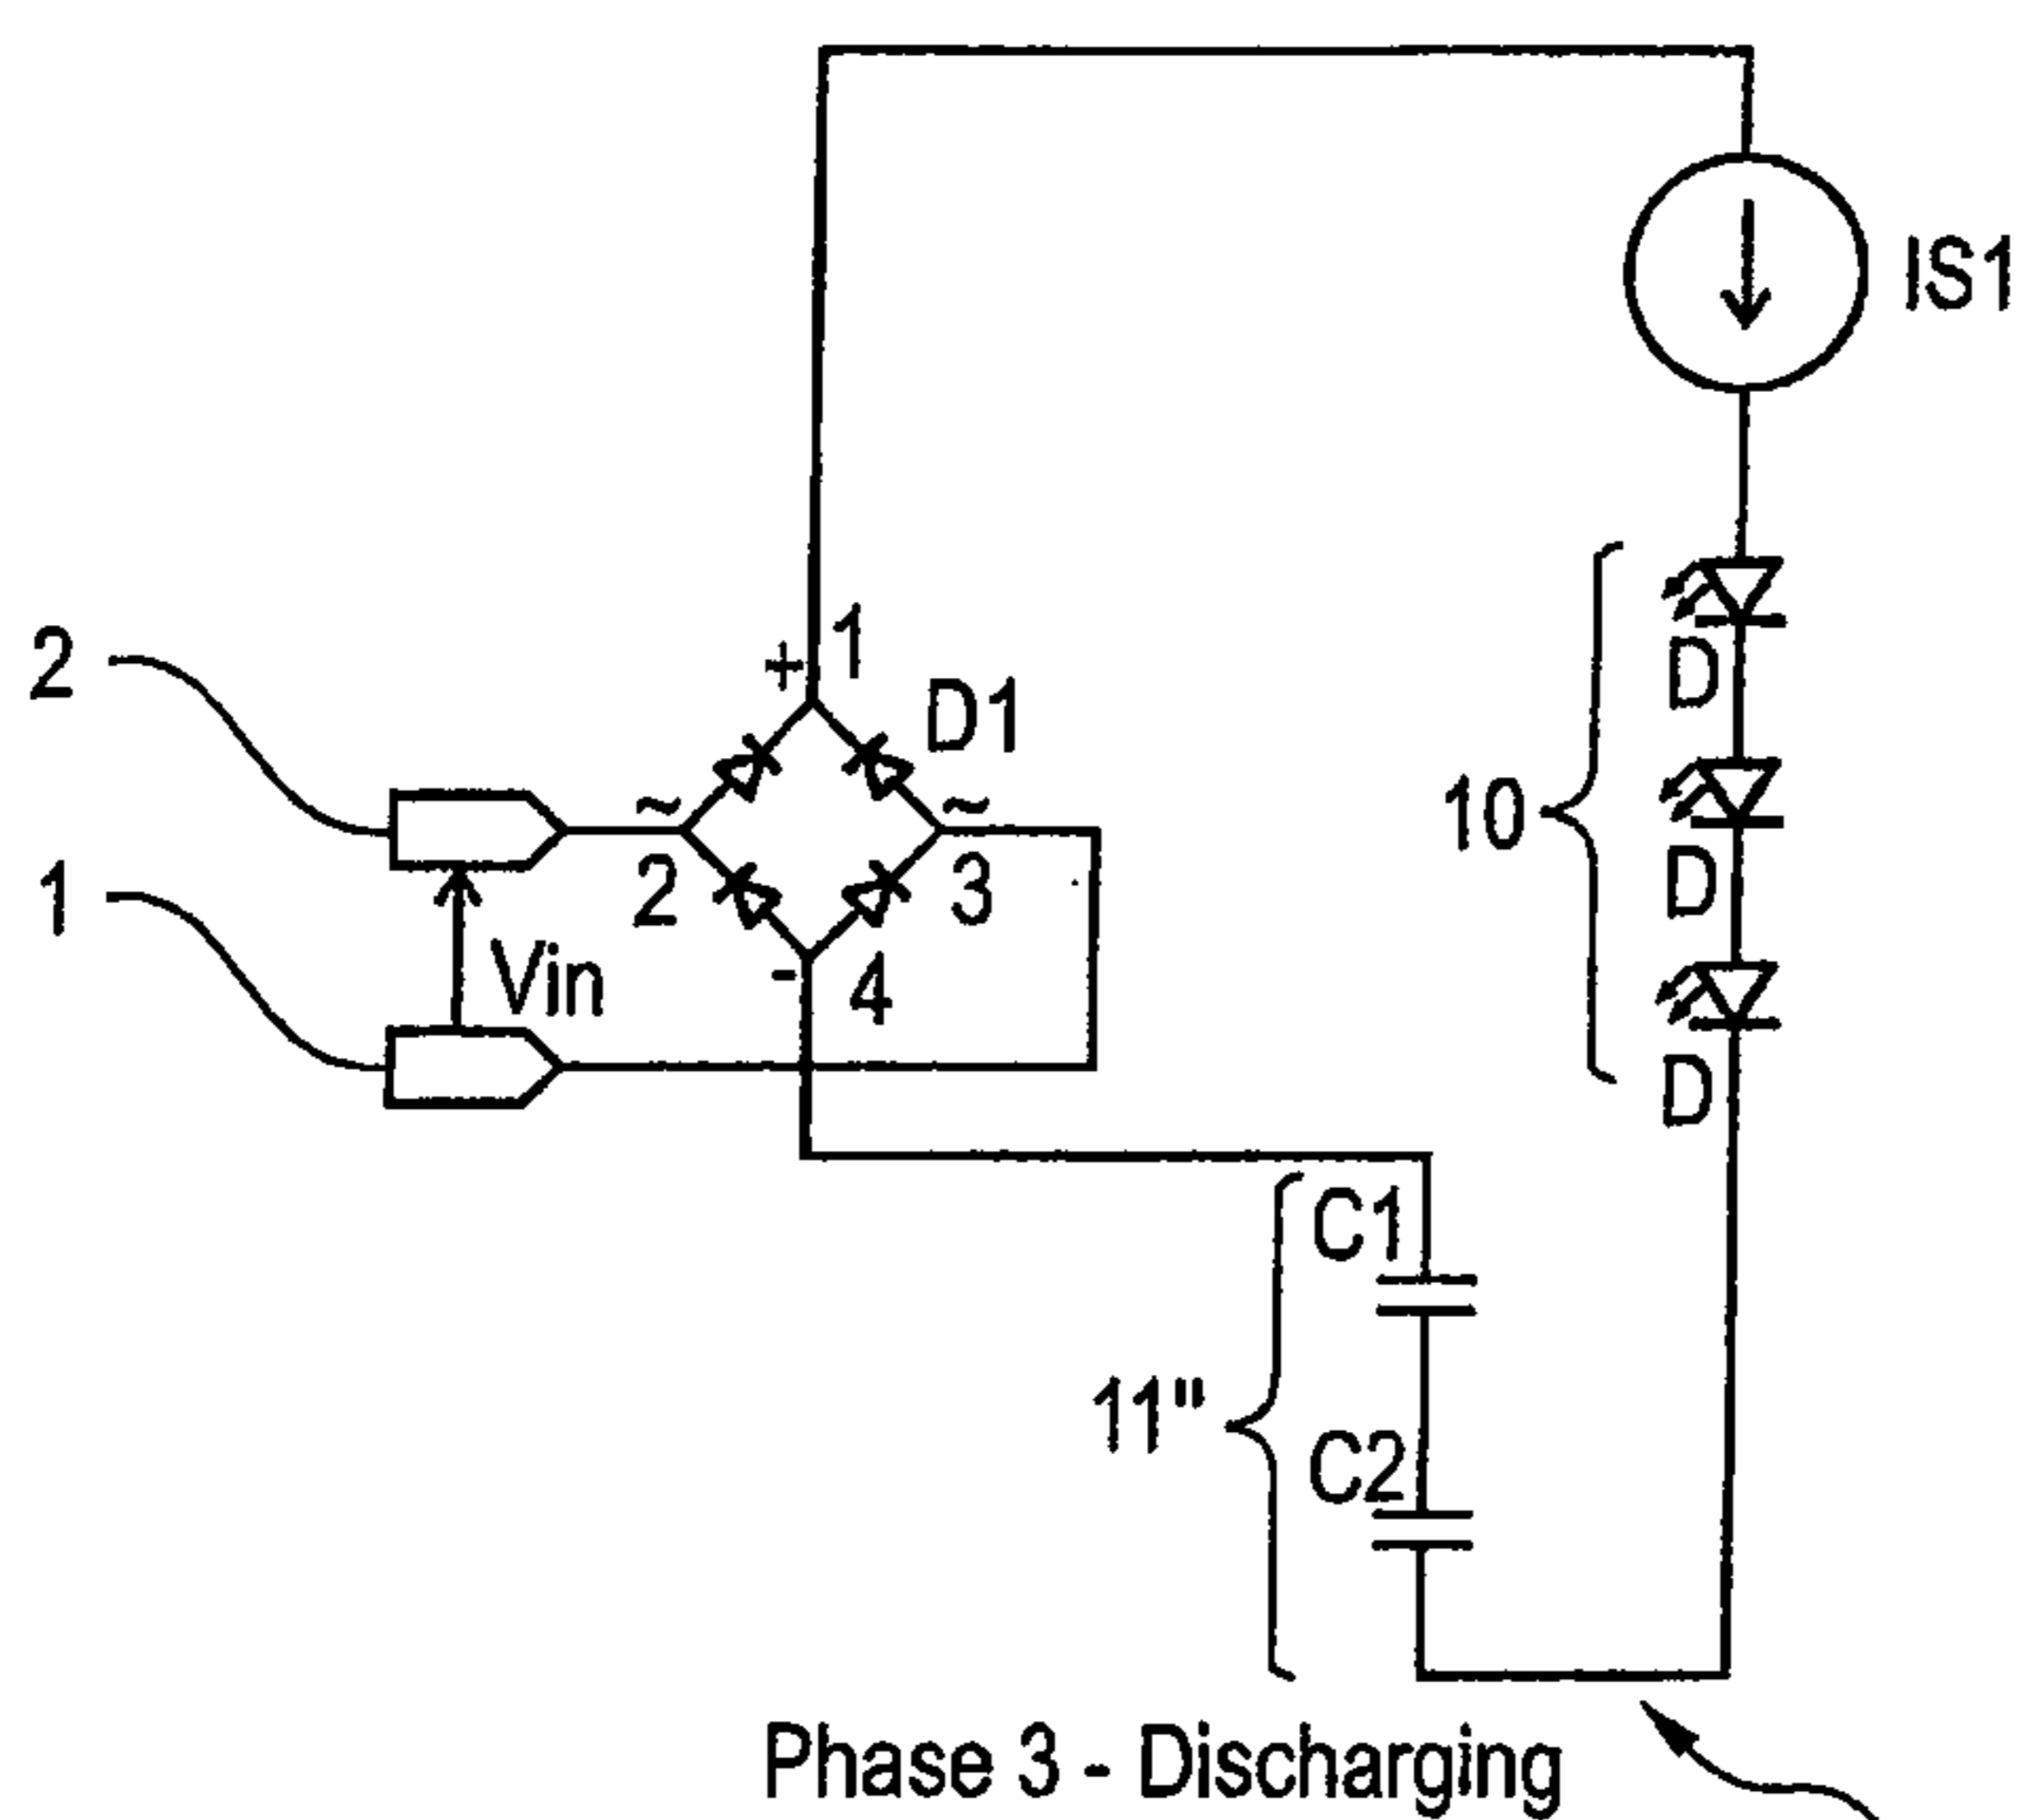 IS1
+ 1
D1
2
~ ~
2 3
1
Vin
- 4
10
D
D
D
C1
11"
C2
Phase 3 - Discharging